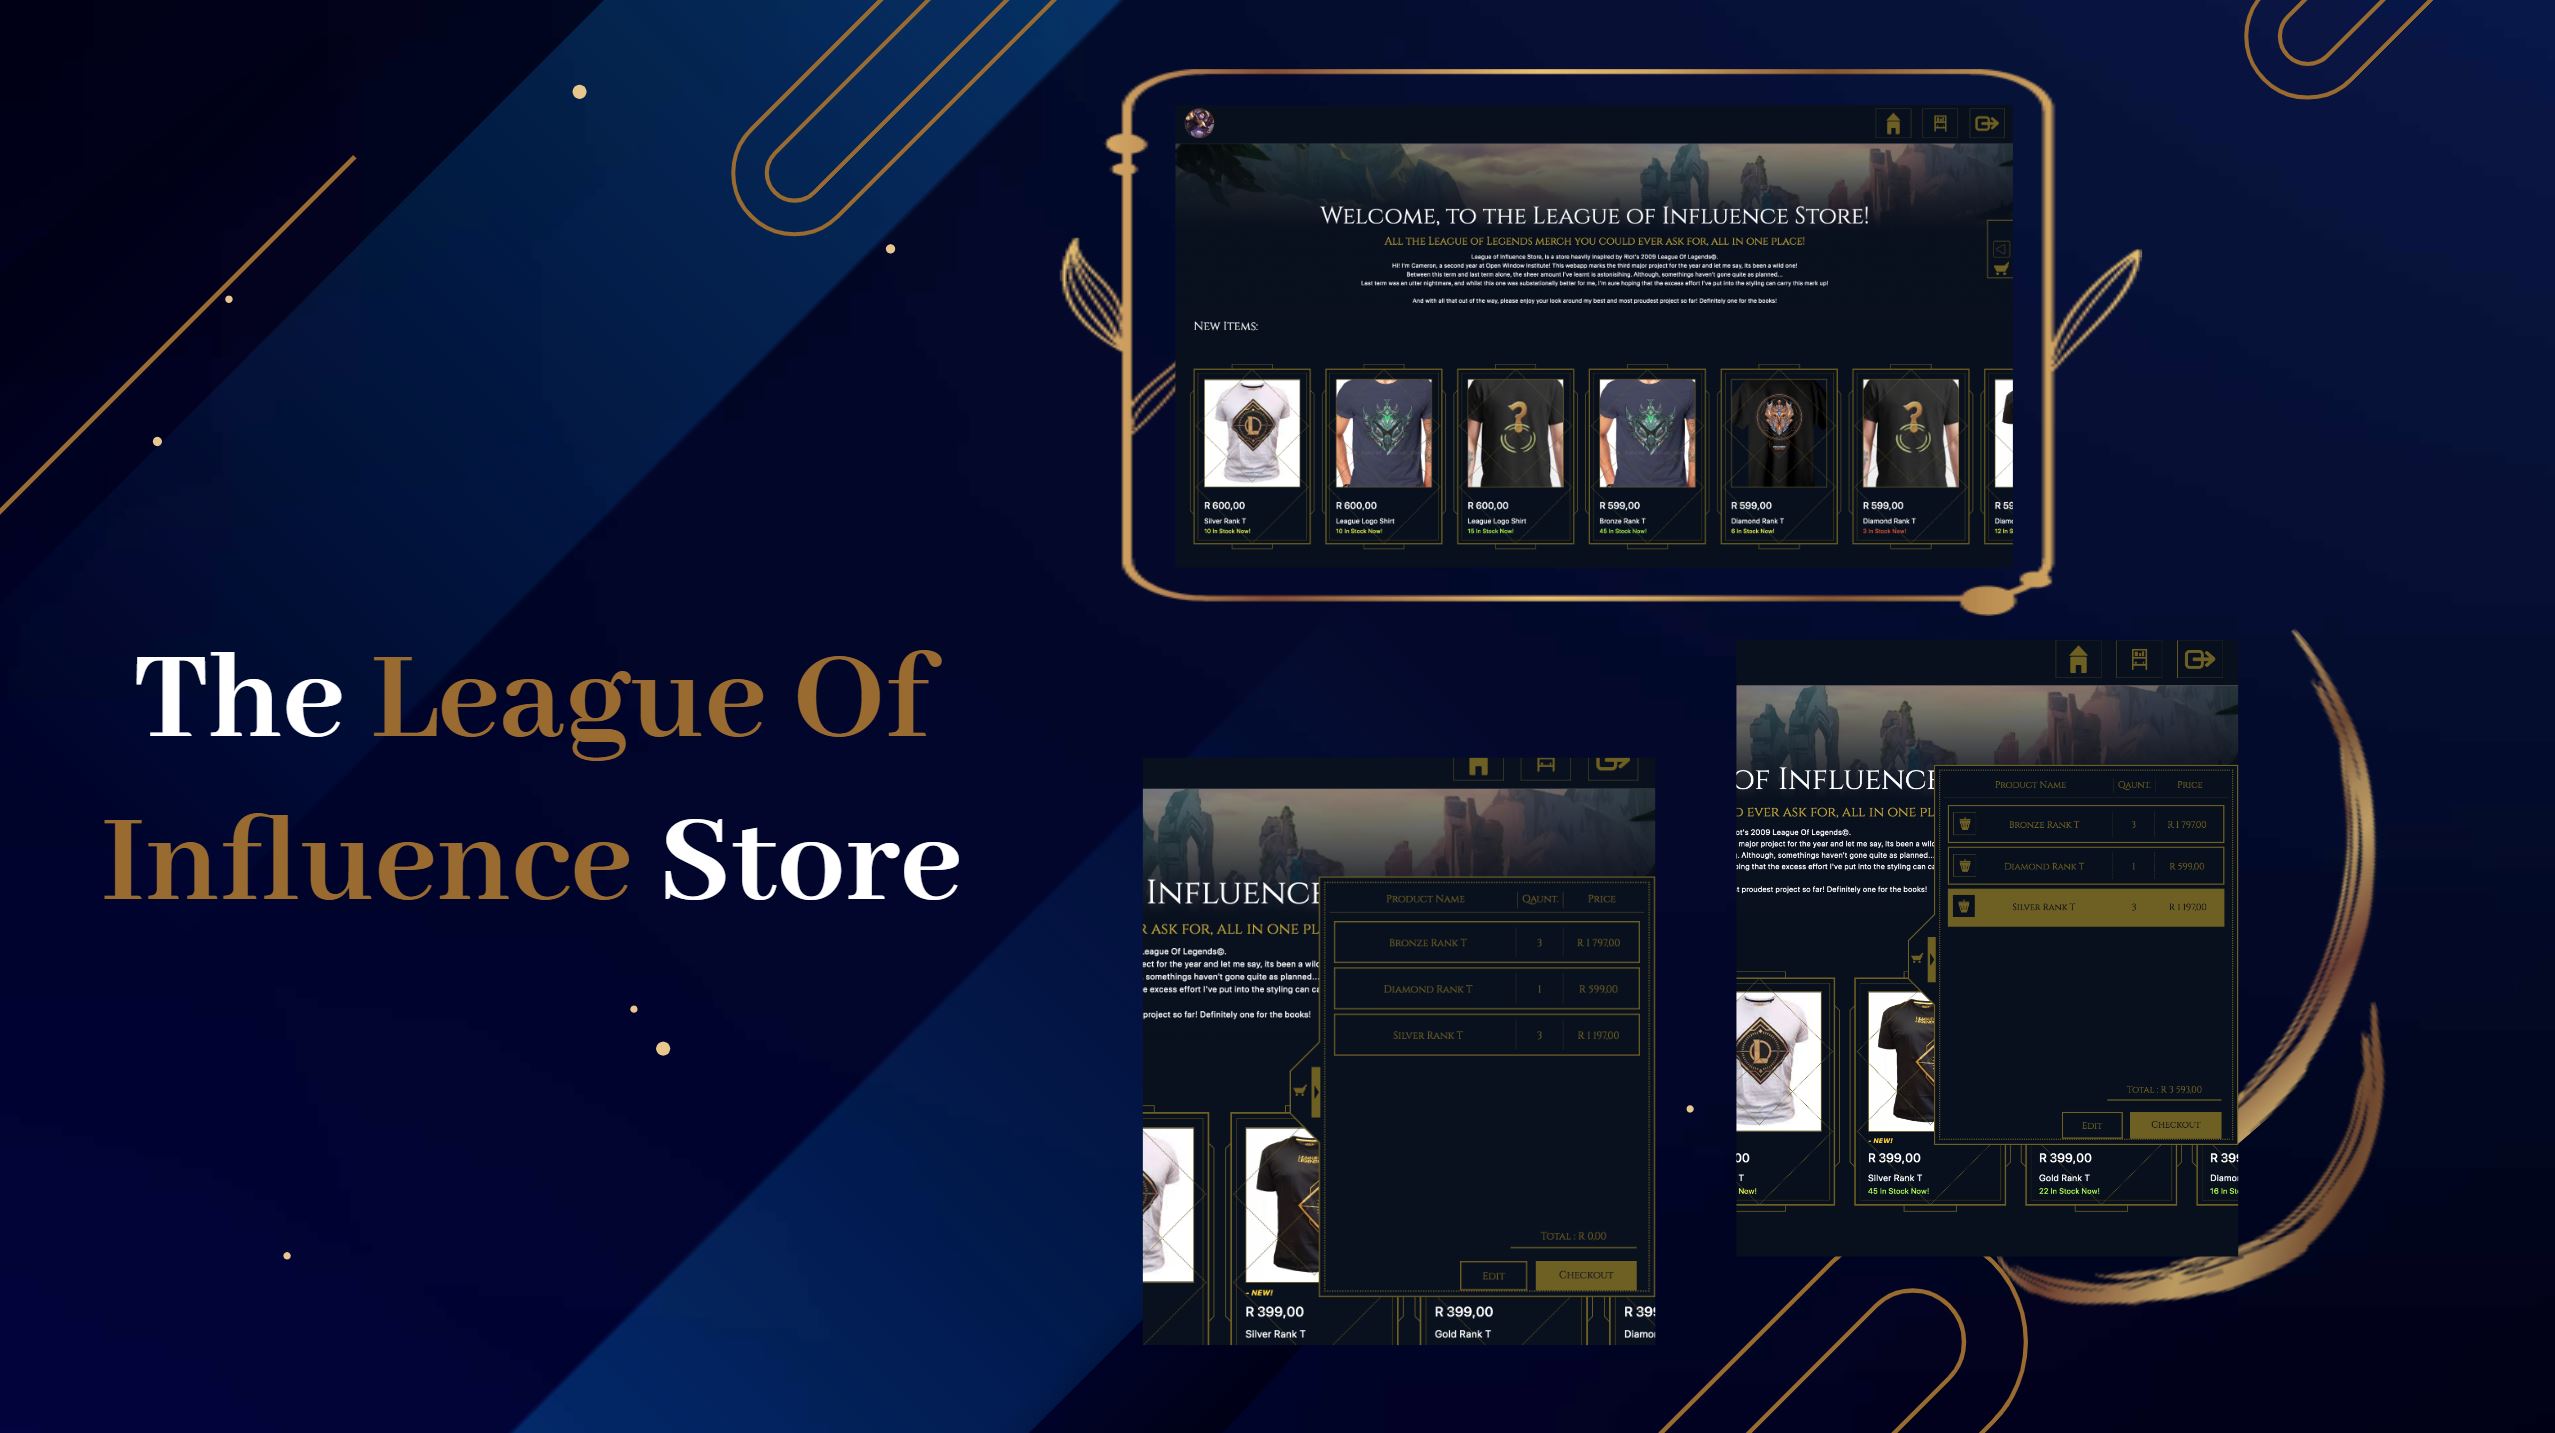 The League Of
Influence Store
Welcome, to the League of Influence Store!
All the League of Legends merch you could ever ask for, all in one place!
League of Influence Store, is a store heavily inspired by Riot's 2009 League Of Legends©.
Hi! I'm Cameron, a second year at Open Window Institute! This webapp marks the third major project for the year and let me say, its been a wild one!
Between this term and last term alone, the sheer amount I've learnt is astonishing. Although, somethings haven't gone quite as planned...
Last term was an utter nightmare, and whilst this one was substationally better for me, I'm sure hoping that the excess effort I've put into the styling can carry this mark up!
And with all that out of the way, please enjoy your look around my best and most proudest project so far! Definitely one for the books!
New Items:
R 600,00
Silver Rank T
10 In Stock Now!
R 600,00
League Logo Shirt
10 In Stock Now!
R 600,00
League Logo Shirt
15 In Stock Now!
R 599,00
Bronze Rank T
45 In Stock Now!
R 599,00
Diamond Rank T
6 In Stock Now!
R 599,00
Diamond Rank T
3 In Stock Now!
R 59
Diamo
12 In S
Influence
R ask for, all in one pl
.eague Of Legends©.
ect for the year and let me say, its been a wild
somethings haven't gone quite as planned...
e excess effort I've put into the styling can ca
project so far! Definitely one for the books!
Product Name Qaunt. Price
Bronze Rank T 3 R 1 797,00
Diamond Rank T 1 R 599,00
Silver Rank T 3 R 1 197,00
Total : R 0,00
Edit Checkout
- NEW!
R 399,00
Silver Rank T
R 399,00
Gold Rank T
R 399
Diamo
of Influence
d ever ask for, all in one pl
ot's 2009 League Of Legends©.
major project for the year and let me say, its been a wild
. Although, somethings haven't gone quite as planned...
ping that the excess effort I've put into the styling can ca
t proudest project so far! Definitely one for the books!
Product Name Qaunt. Price
Bronze Rank T 3 R 1 797,00
Diamond Rank T 1 R 599,00
Silver Rank T 3 R 1 197,00
Total : R 3 593,00
Edit Checkout
00
Now!
- NEW!
R 399,00
Silver Rank T
45 In Stock Now!
R 399,00
Gold Rank T
22 In Stock Now!
R 399
Diamo
16 In St